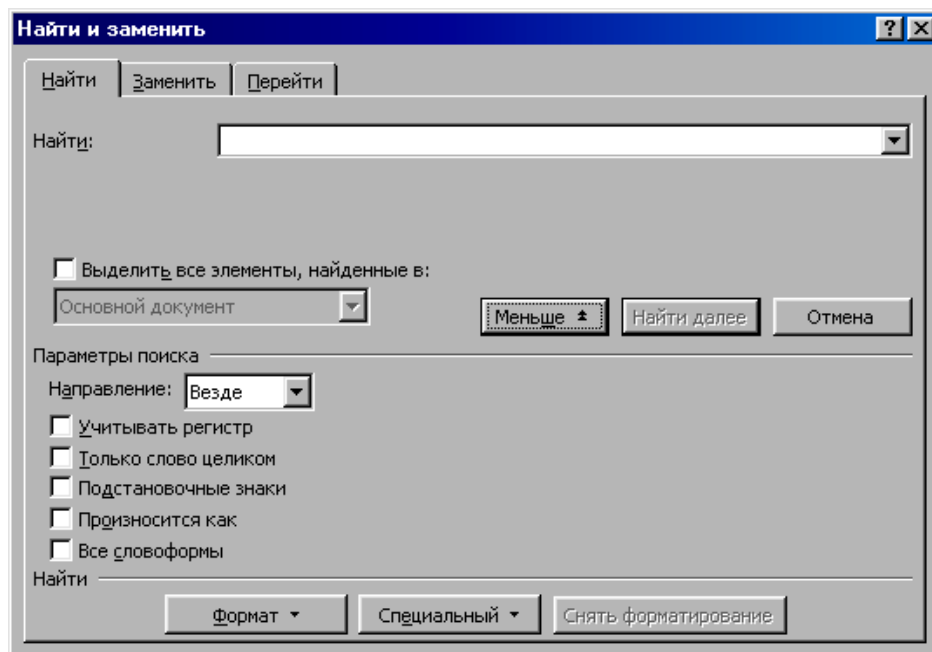 Найти и заменить
Найти Заменить Перейти
Найти:
Выделить все элементы, найденные в:
Основной документ
Меньше Найти далее Отмена
Параметры поиска
Направление: Везде
Учитывать регистр
Только слово целиком
Подстановочные знаки
Произносится как
Все словоформы
Найти
Формат Специальный Снять форматирование